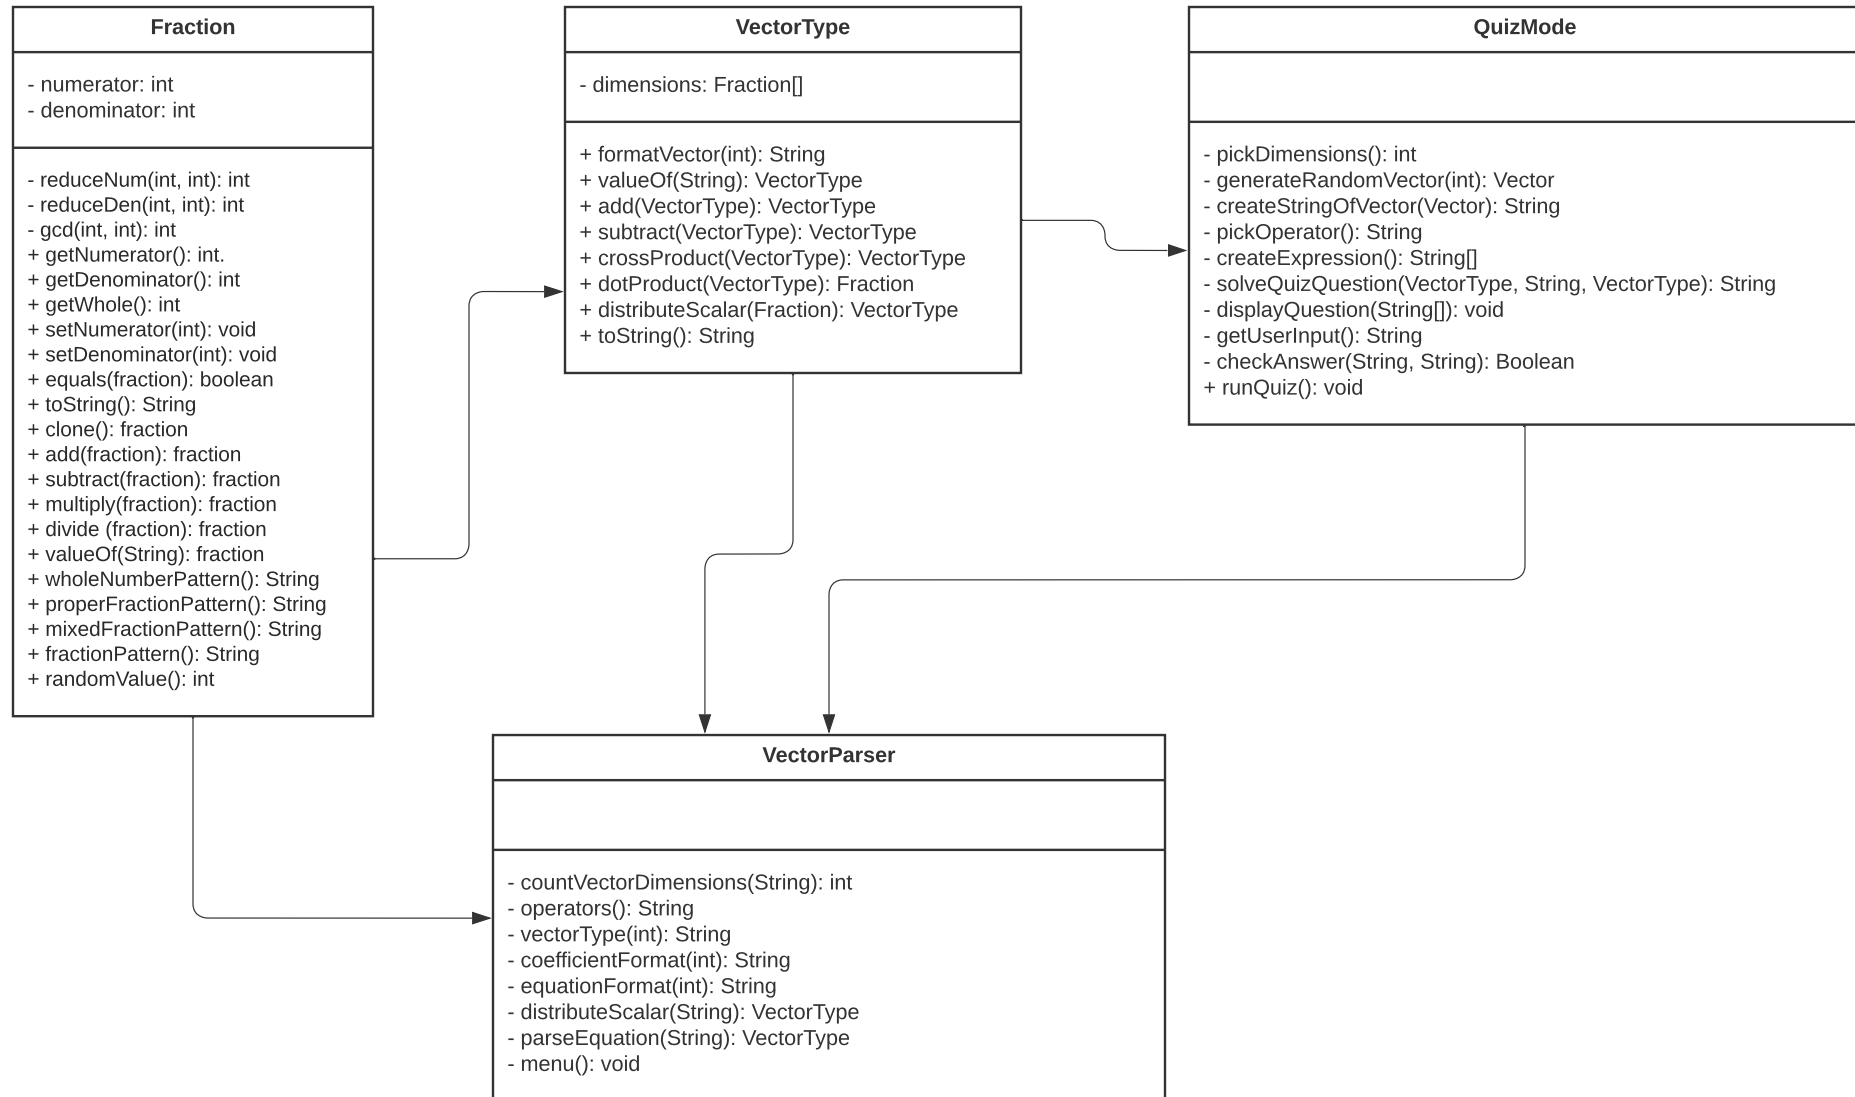 Fraction
- numerator: int
- denominator: int
- reduceNum(int, int): int
- reduceDen(int, int): int
- gcd(int, int): int
+ getNumerator(): int.
+ getDenominator(): int
+ getWhole(): int
+ setNumerator(int): void
+ setDenominator(int): void
+ equals(fraction): boolean
+ toString(): String
+ clone(): fraction
+ add(fraction): fraction
+ subtract(fraction): fraction
+ multiply(fraction): fraction
+ divide (fraction): fraction
+ valueOf(String): fraction
+ wholeNumberPattern(): String
+ properFractionPattern(): String
+ mixedFractionPattern(): String
+ fractionPattern(): String
+ randomValue(): int
VectorType
- dimensions: Fraction[]
+ formatVector(int): String
+ valueOf(String): VectorType
+ add(VectorType): VectorType
+ subtract(VectorType): VectorType
+ crossProduct(VectorType): VectorType
+ dotProduct(VectorType): Fraction
+ distributeScalar(Fraction): VectorType
+ toString(): String
QuizMode
- pickDimensions(): int
- generateRandomVector(int): Vector
- createStringOfVector(Vector): String
- pickOperator(): String
- createExpression(): String[]
- solveQuizQuestion(VectorType, String, VectorType): String
- displayQuestion(String[]): void
- getUserInput(): String
- checkAnswer(String, String): Boolean
+ runQuiz(): void
VectorParser
- countVectorDimensions(String): int
- operators(): String
- vectorType(int): String
- coefficientFormat(int): String
- equationFormat(int): String
- distributeScalar(String): VectorType
- parseEquation(String): VectorType
- menu(): void